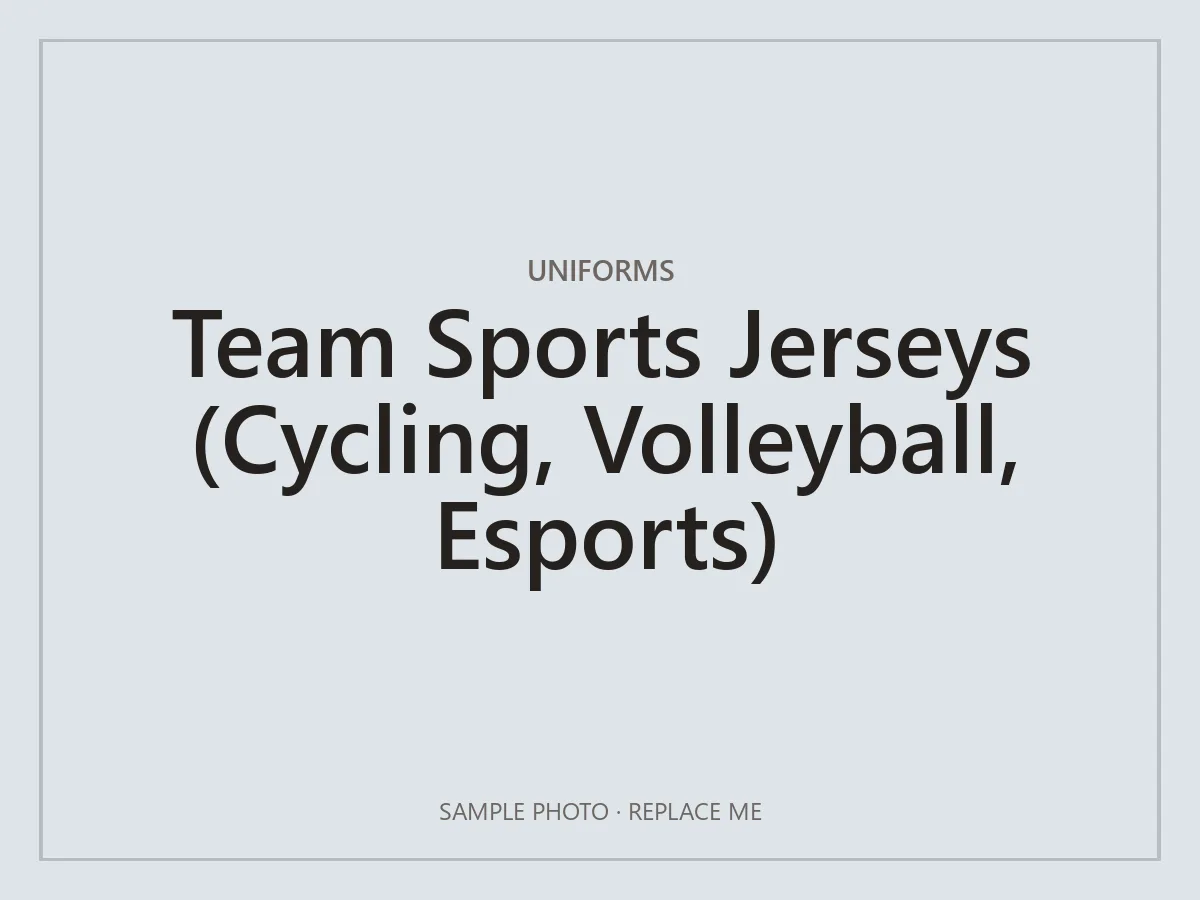 UNIFORMS
Team Sports Jerseys
(Cycling, Volleyball,
Esports)
SAMPLE PHOTO · REPLACE ME